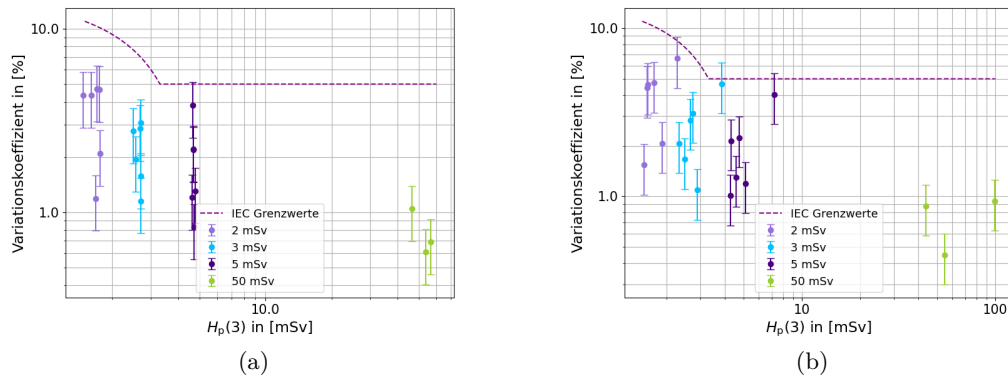 10.0
1.0
Variationskoeffizient in [%]
IEC Grenzwerte
2 mSv
3 mSv
5 mSv
50 mSv
10.0
Hp(3) in [mSv]
(a)
10.0
1.0
Variationskoeffizient in [%]
IEC Grenzwerte
2 mSv
3 mSv
5 mSv
50 mSv
10
100
Hp(3) in [mSv]
(b)